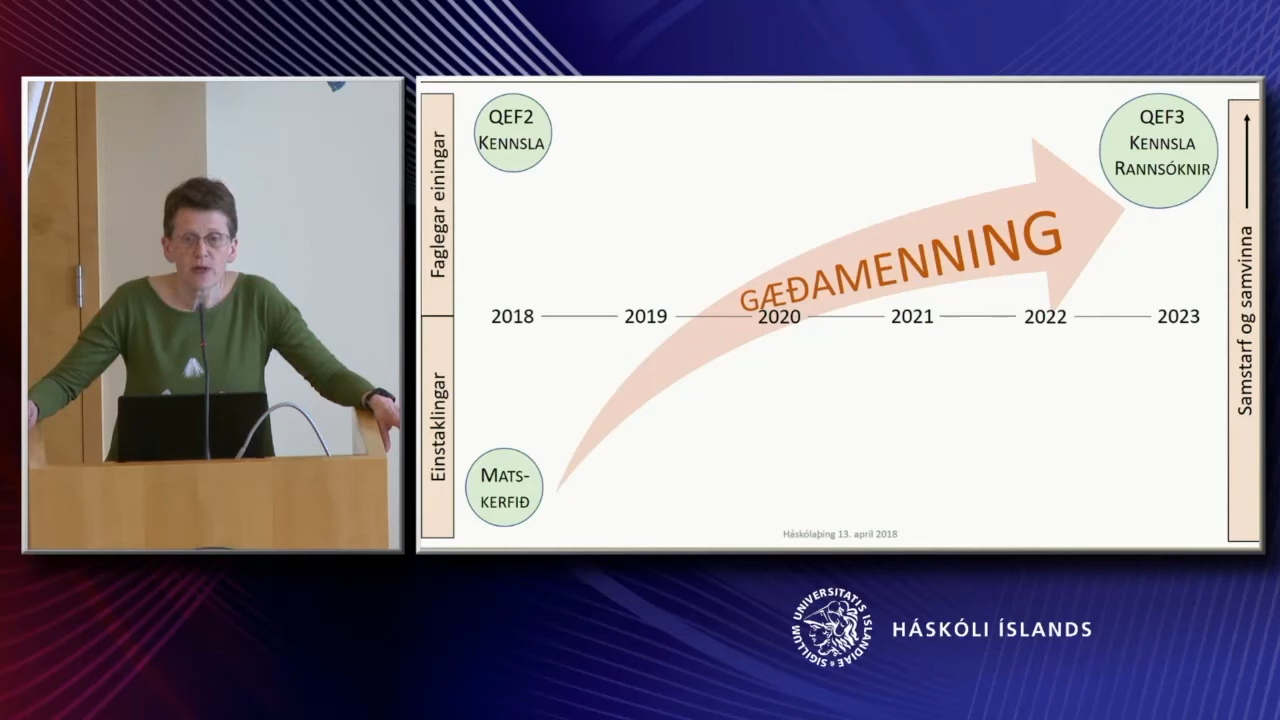 Faglegar einingar
Einstaklingar
QEF2
KENNSLA
QEF3
KENNSLA
RANNSÓKNIR
GÆÐAMENNING
2018
2019
2020
2021
2022
2023
MATS-
KERFIÐ
Samstarf og samvinna
Háskólaþing 13. apríl 2018
SIGILLUM UNIVERSITATIS ISLANDIAE
HÁSKÓLI ÍSLANDS